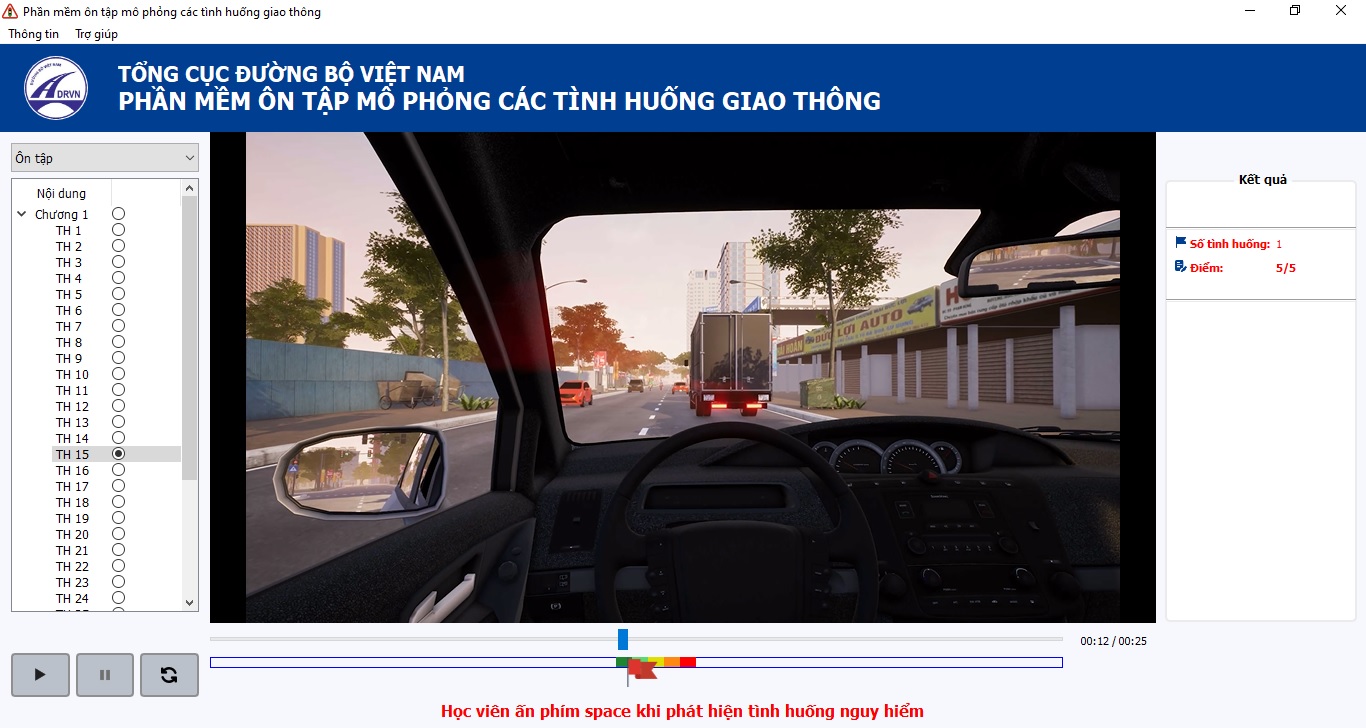 Phần mềm ôn tập mô phỏng các tình huống giao thông
Thông tin Trợ giúp
ĐƯỜNG BỘ VIỆT NAM
DRVN
TỔNG CỤC ĐƯỜNG BỘ VIỆT NAM
PHẦN MỀM ÔN TẬP MÔ PHỎNG CÁC TÌNH HUỐNG GIAO THÔNG
Ôn tập
Nội dung
Chương 1
TH 1
TH 2
TH 3
TH 4
TH 5
TH 6
TH 7
TH 8
TH 9
TH 10
TH 11
TH 12
TH 13
TH 14
TH 15
TH 16
TH 17
TH 18
TH 19
TH 20
TH 21
TH 22
TH 23
TH 24
ĐỨC LỢI AUTO
Kết quả
Số tình huống: 1
Điểm: 5/5
00:12 / 00:25
Học viên ấn phím space khi phát hiện tình huống nguy hiểm